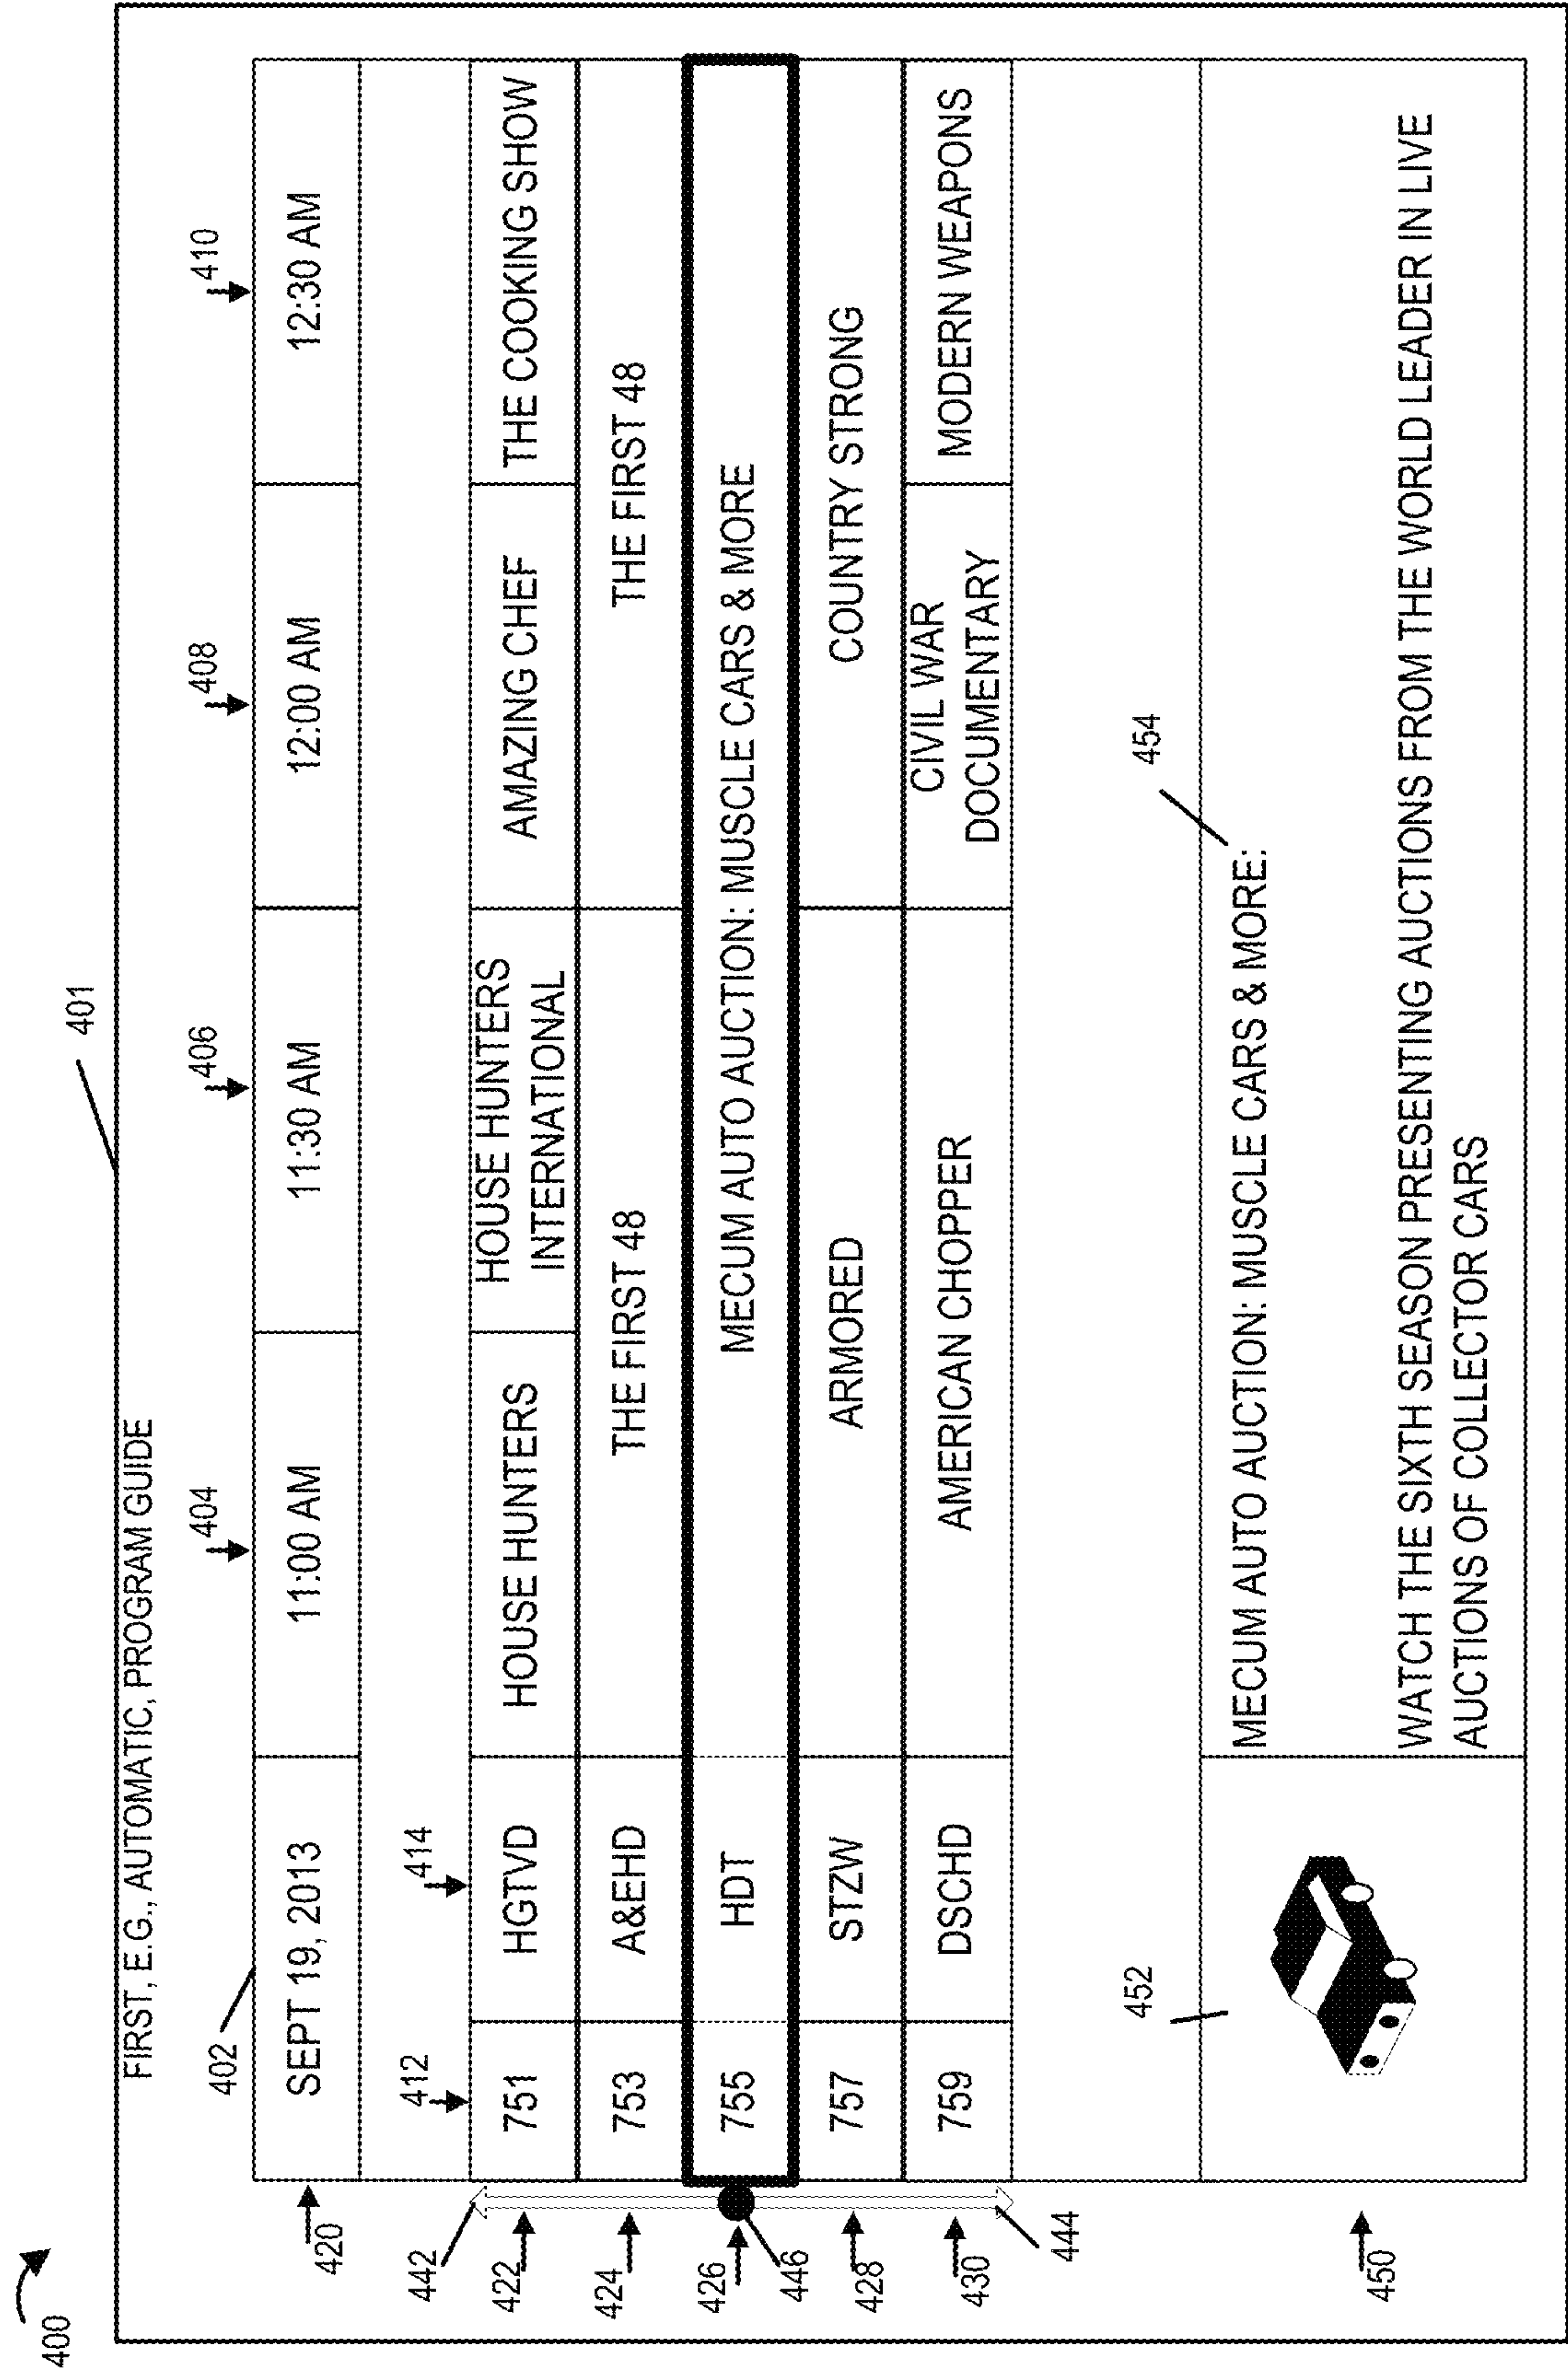 400
401
FIRST, E.G., AUTOMATIC, PROGRAM GUIDE
402
404
406
408
410
420
SEPT 19, 2013
11:00 AM
11:30 AM
12:00 AM
12:30 AM
412
414
442
422
751
HGTVD
HOUSE HUNTERS
HOUSE HUNTERS
INTERNATIONAL
AMAZING CHEF
THE COOKING SHOW
424
753
A&EHD
THE FIRST 48
THE FIRST 48
426
446
755
HDT
MECUM AUTO AUCTION: MUSCLE CARS & MORE
428
757
STZW
ARMORED
COUNTRY STRONG
430
759
DSCHD
AMERICAN CHOPPER
CIVIL WAR
DOCUMENTARY
MODERN WEAPONS
444
452
454
450
MECUM AUTO AUCTION: MUSCLE CARS & MORE:
WATCH THE SIXTH SEASON PRESENTING AUCTIONS FROM THE WORLD LEADER IN LIVE
AUCTIONS OF COLLECTOR CARS